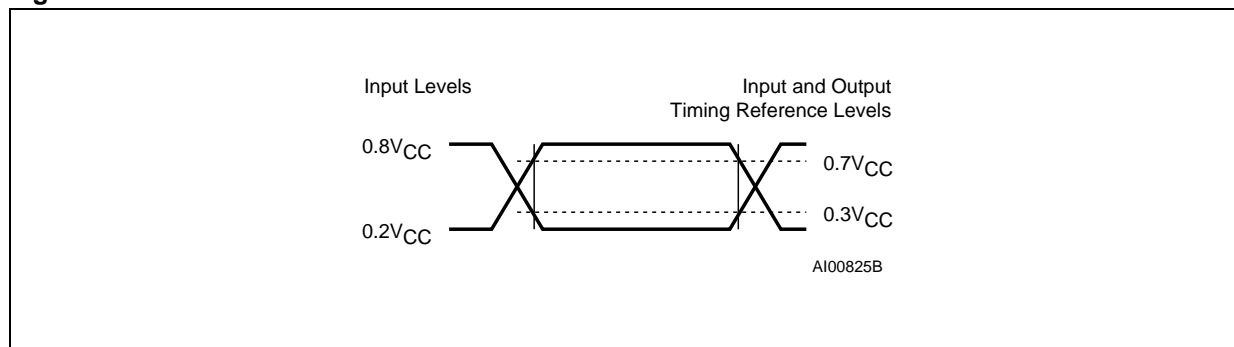 Input Levels
Input and Output
Timing Reference Levels
0.8VCC
0.7VCC
0.3VCC
0.2VCC
AI00825B